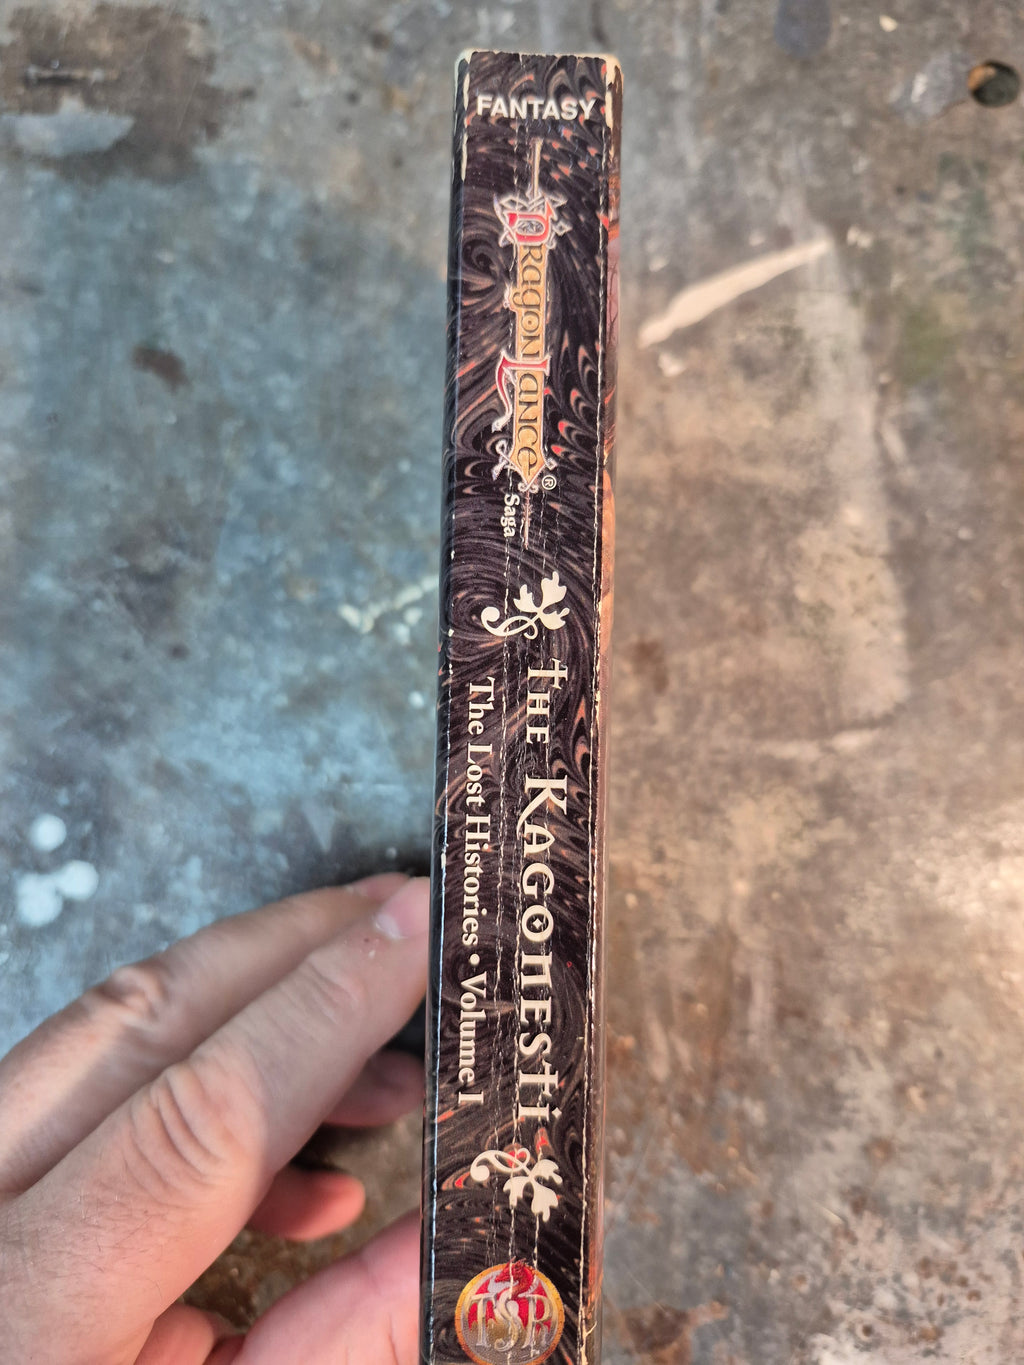 FANTASY
DRAGONLANCE®
Saga
THE KAGONESTI
The Lost Histories • Volume I
TSR